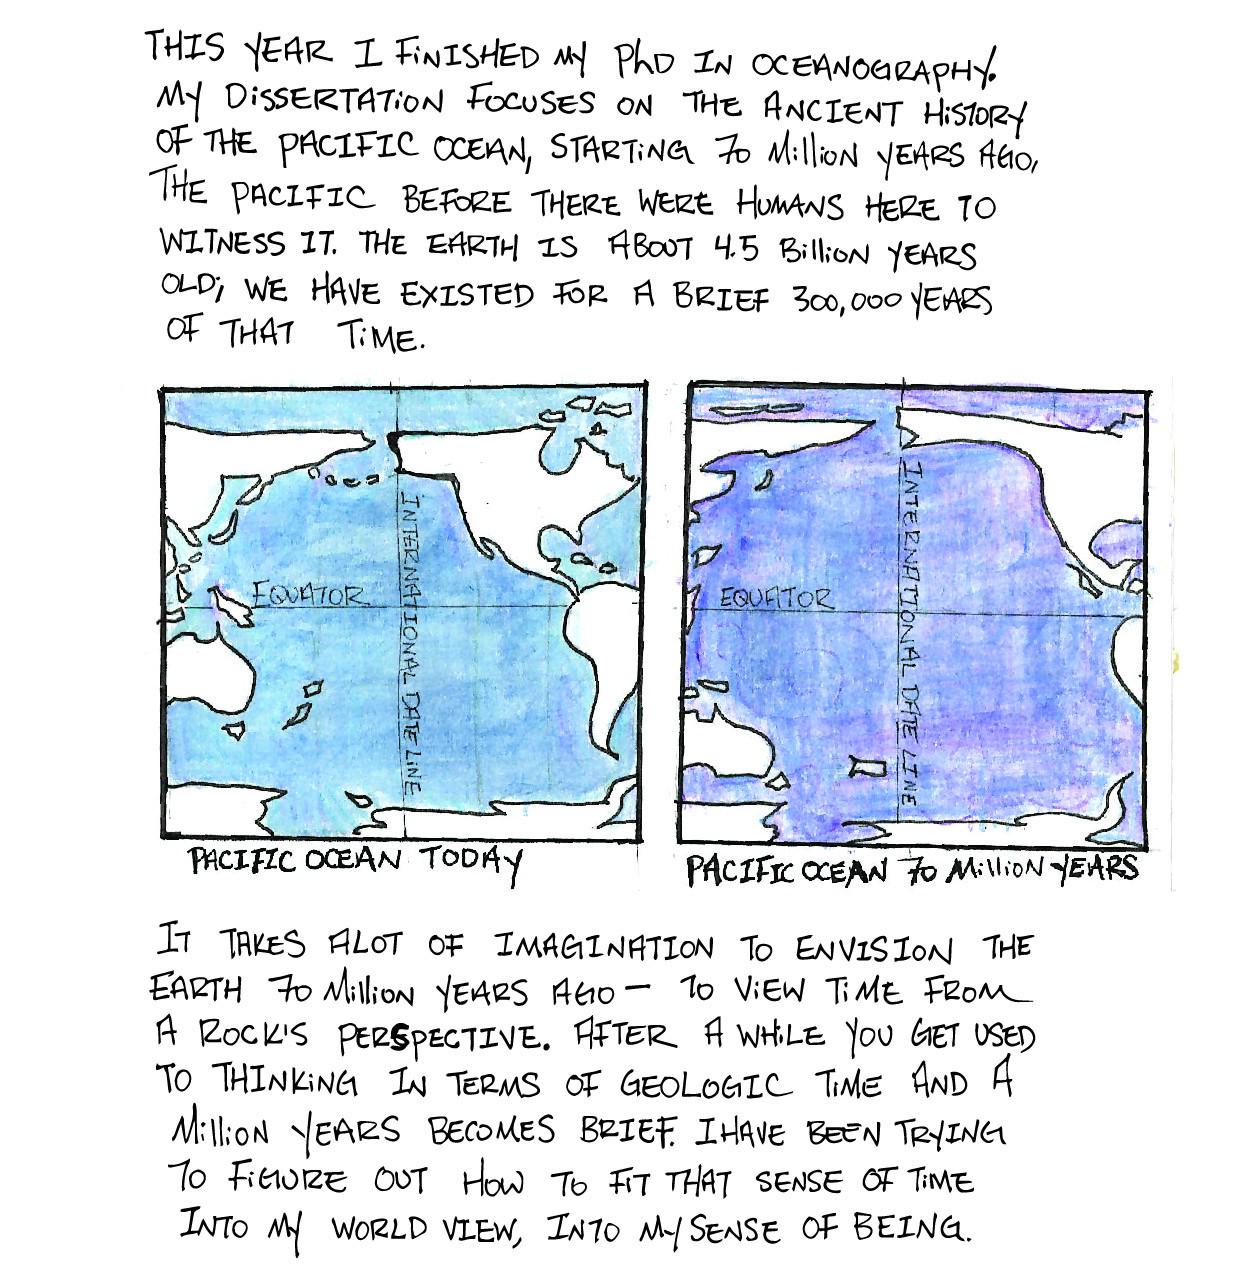 THIS YEAR I FINISHED MY PhD IN OCEANOGRAPHY.
MY DISSERTATION FOCUSES ON THE ANCIENT HISTORY
OF THE PACIFIC OCEAN, STARTING 70 MILLION YEARS AGO,
THE PACIFIC BEFORE THERE WERE HUMANS HERE TO
WITNESS IT. THE EARTH IS ABOUT 4.5 BILLION YEARS
OLD; WE HAVE EXISTED FOR A BRIEF 300,000 YEARS
OF THAT TIME.
EQUATOR
INTERNATIONAL DATE LINE
PACIFIC OCEAN TODAY
EQUATOR
INTERNATIONAL DATE LINE
PACIFIC OCEAN 70 MILLION YEARS
IT TAKES ALOT OF IMAGINATION TO ENVISION THE
EARTH 70 MILLION YEARS AGO — TO VIEW TIME FROM
A ROCK'S PERSPECTIVE. AFTER A WHILE YOU GET USED
TO THINKING IN TERMS OF GEOLOGIC TIME AND A
MILLION YEARS BECOMES BRIEF. I HAVE BEEN TRYING
TO FIGURE OUT HOW TO FIT THAT SENSE OF TIME
INTO MY WORLD VIEW, INTO MY SENSE OF BEING.